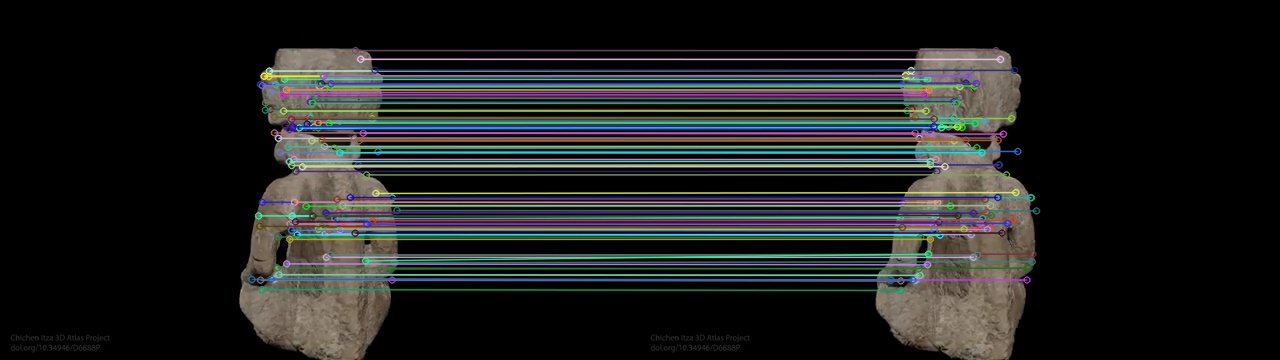 Chichen Itza 3D Atlas Project
doi.org/10.34946/D6B88P
Chichen Itza 3D Atlas Project
doi.org/10.34946/D6B88P